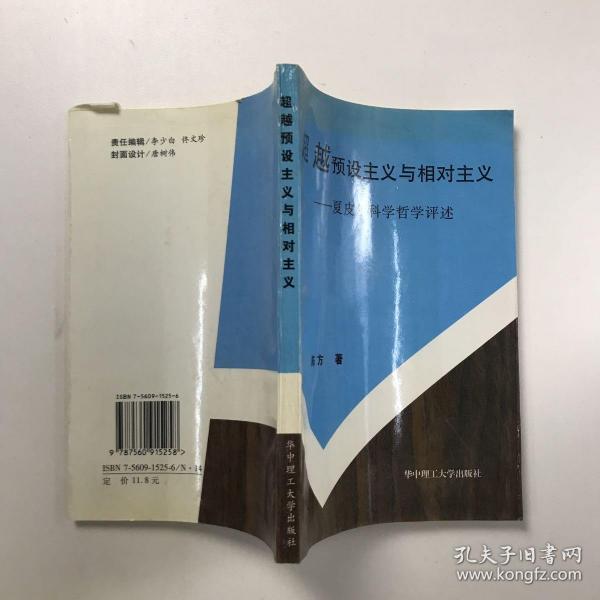 责任编辑/李少白 佟文珍
封面设计/唐树伟
ISBN 7-5609-1525-6
9 787560 915258 >
ISBN 7-5609-1525-6/N·14
定 价 11.8元
超越预设主义与相对主义
华中理工大学出版社
超越预设主义与相对主义
——夏皮 科学哲学评述
方 著
华中理工大学出版社
孔夫子旧书网
www.kongfz.com